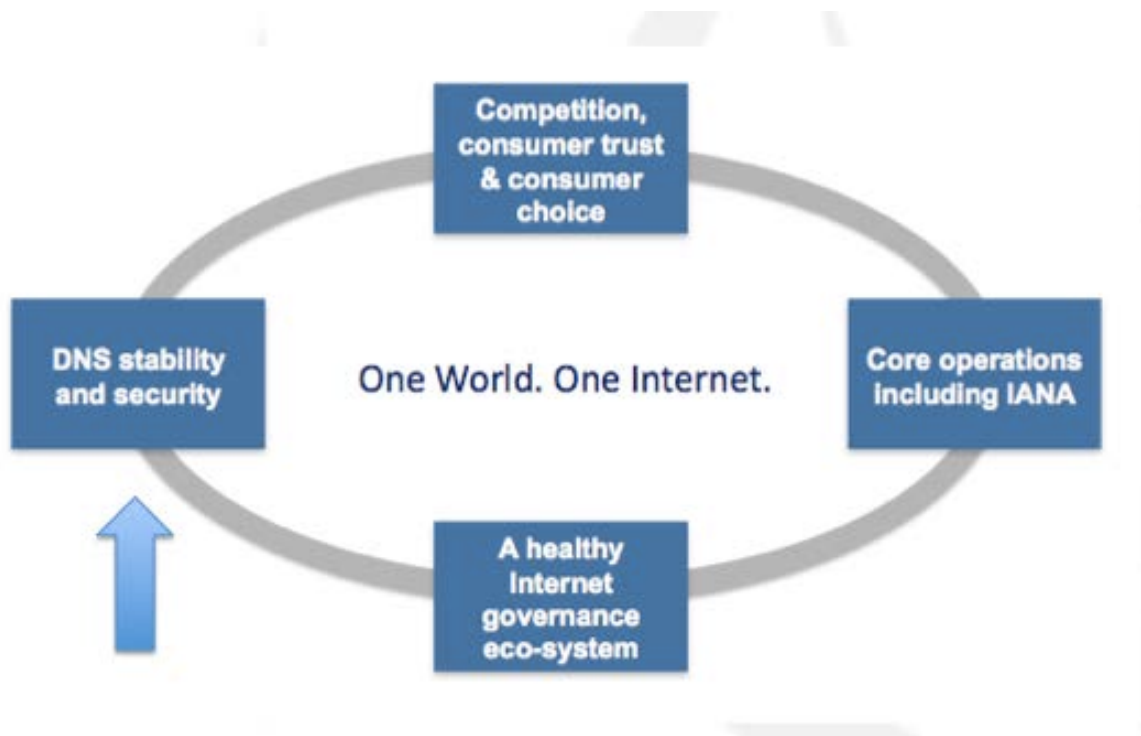 Competition,
consumer trust
& consumer
choice
DNS stability
and security
One World. One Internet.
Core operations
including IANA
A healthy
Internet
governance
eco-system